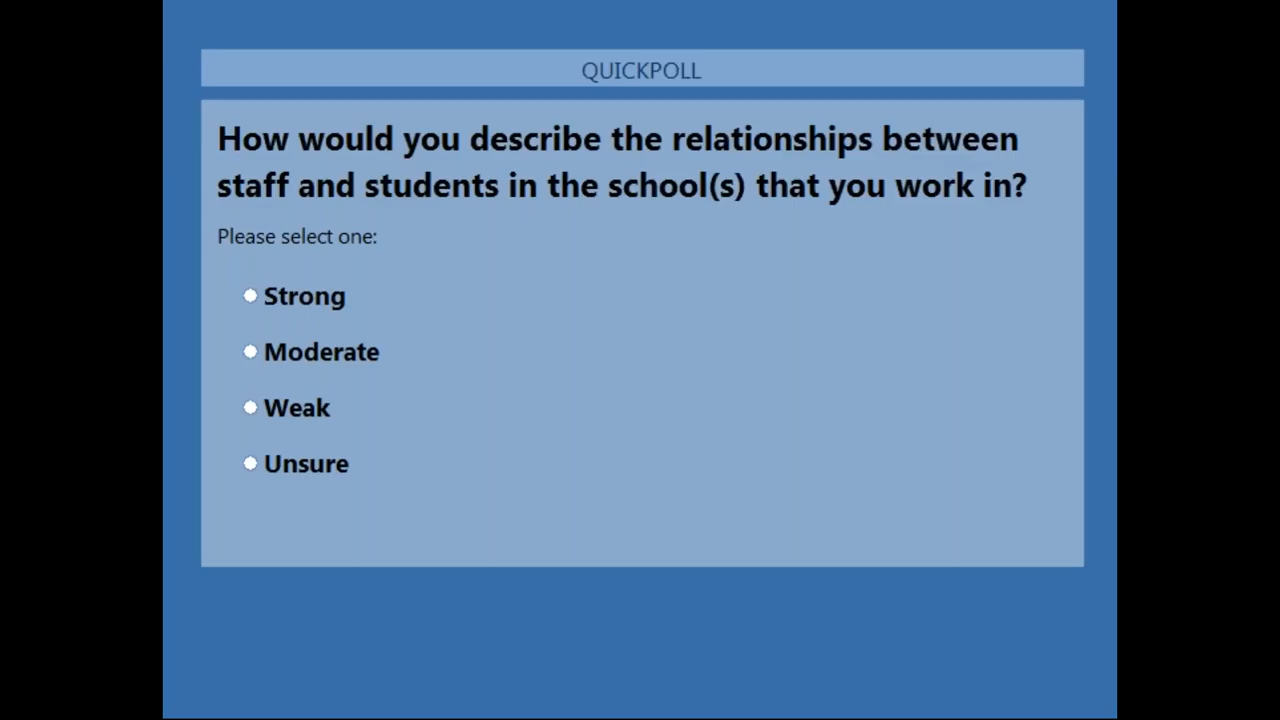 QUICKPOLL
How would you describe the relationships between
staff and students in the school(s) that you work in?
Please select one:
Strong
Moderate
Weak
Unsure